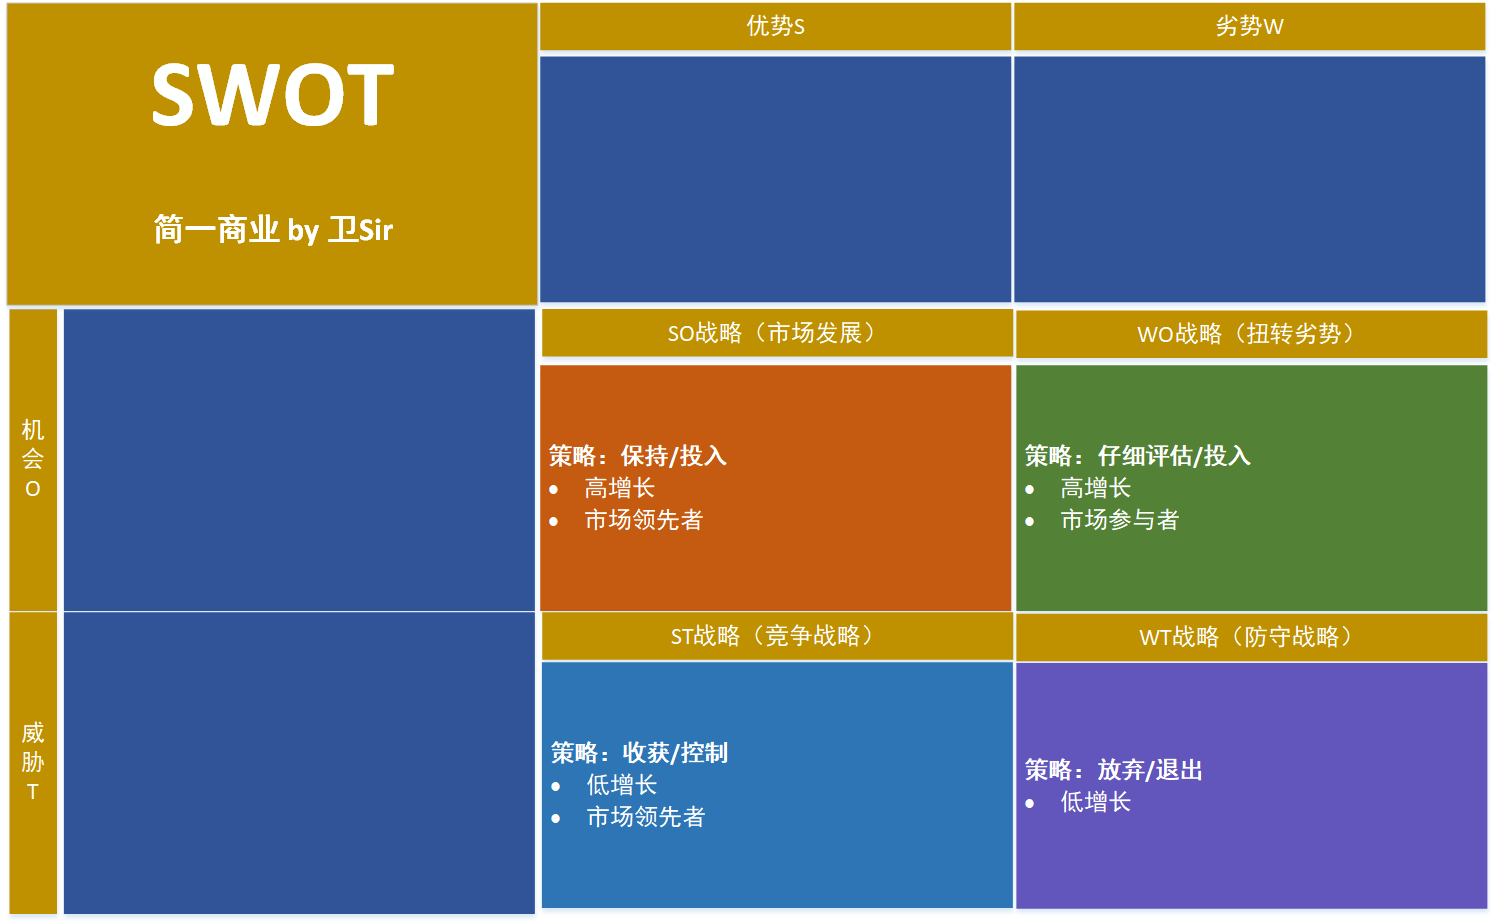 SWOT
简一商业 by 卫Sir
优势S
劣势W
机
会
O
SO战略（市场发展）
策略：保持/投入
• 高增长
• 市场领先者
WO战略（扭转劣势）
策略：仔细评估/投入
• 高增长
• 市场参与者
威
胁
T
ST战略（竞争战略）
策略：收获/控制
• 低增长
• 市场领先者
WT战略（防守战略）
策略：放弃/退出
• 低增长